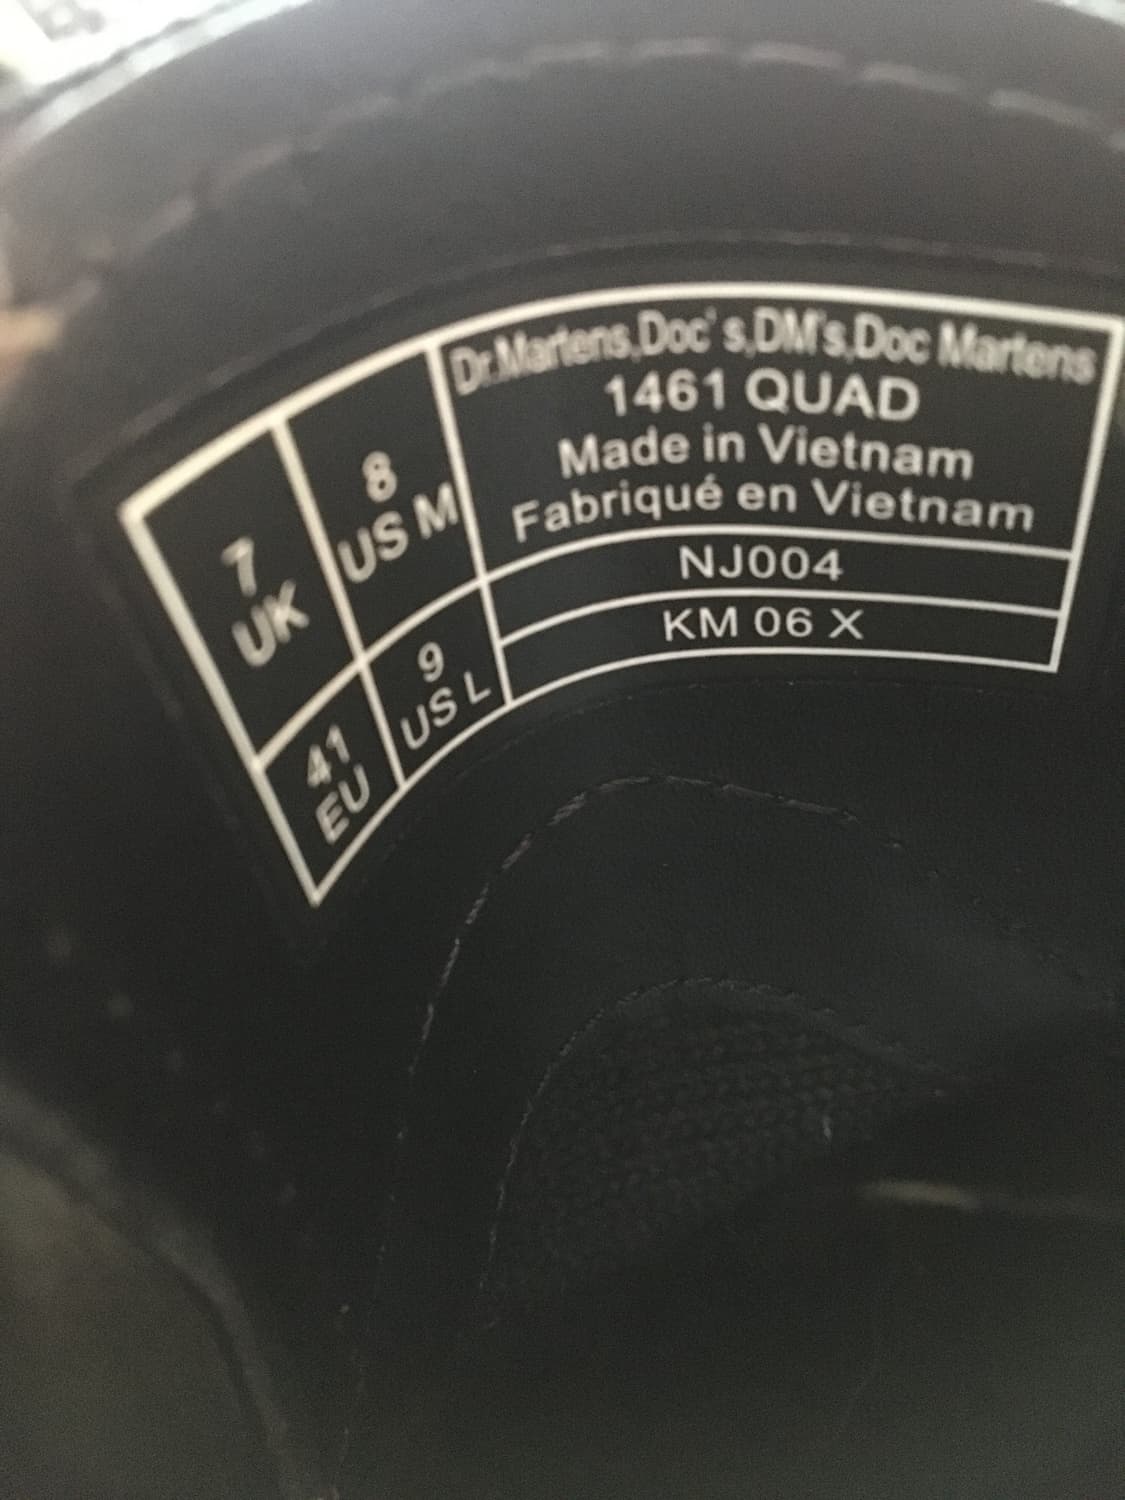 7
UK
8
US M
41
EU
9
US L
Dr.Martens,Doc's,DM's,Doc Martens
1461 QUAD
Made in Vietnam
Fabriqué en Vietnam
NJ004
KM 06 X